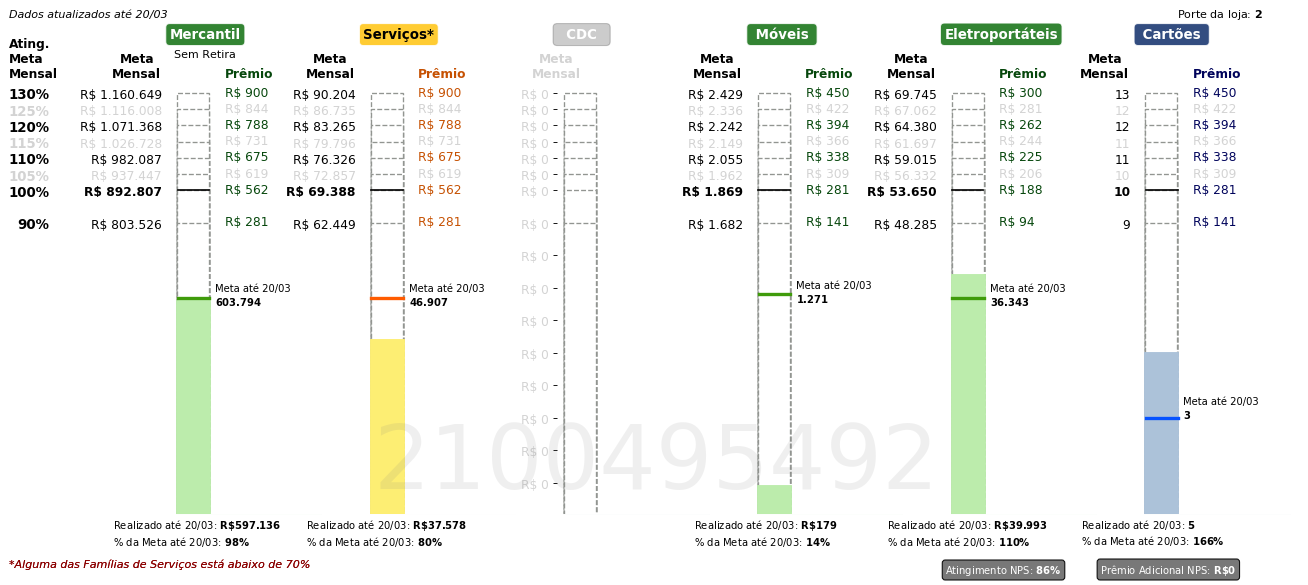 Dados atualizados até 20/03
Porte da loja: 2
Mercantil Serviços* CDC Móveis Eletroportáteis Cartões
Sem Retira
Ating. Meta Mensal
Meta Mensal Prêmio Meta Mensal Prêmio Meta Mensal Meta Mensal Prêmio Meta Mensal Prêmio Meta Mensal Prêmio
130% R$ 1.160.649 R$ 900 R$ 90.204 R$ 900 R$ 0 R$ 2.429 R$ 450 R$ 69.745 R$ 300 13 R$ 450
125% R$ 1.116.008 R$ 844 R$ 86.735 R$ 844 R$ 0 R$ 2.336 R$ 422 R$ 67.062 R$ 281 12 R$ 422
120% R$ 1.071.368 R$ 788 R$ 83.265 R$ 788 R$ 0 R$ 2.242 R$ 394 R$ 64.380 R$ 262 12 R$ 394
115% R$ 1.026.728 R$ 731 R$ 79.796 R$ 731 R$ 0 R$ 2.149 R$ 366 R$ 61.697 R$ 244 11 R$ 366
110% R$ 982.087 R$ 675 R$ 76.326 R$ 675 R$ 0 R$ 2.055 R$ 338 R$ 59.015 R$ 225 11 R$ 338
105% R$ 937.447 R$ 619 R$ 72.857 R$ 619 R$ 0 R$ 1.962 R$ 309 R$ 56.332 R$ 206 10 R$ 309
100% R$ 892.807 R$ 562 R$ 69.388 R$ 562 R$ 0 R$ 1.869 R$ 281 R$ 53.650 R$ 188 10 R$ 281
90% R$ 803.526 R$ 281 R$ 62.449 R$ 281 R$ 0 R$ 1.682 R$ 141 R$ 48.285 R$ 94 9 R$ 141
R$ 0
R$ 0
R$ 0
R$ 0
R$ 0
R$ 0
R$ 0
R$ 0
Meta até 20/03
603.794
Meta até 20/03
46.907
Meta até 20/03
1.271
Meta até 20/03
36.343
Meta até 20/03
3
2100495492
Realizado até 20/03: R$597.136
% da Meta até 20/03: 98%
Realizado até 20/03: R$37.578
% da Meta até 20/03: 80%
Realizado até 20/03: R$179
% da Meta até 20/03: 14%
Realizado até 20/03: R$39.993
% da Meta até 20/03: 110%
Realizado até 20/03: 5
% da Meta até 20/03: 166%
*Alguma das Famílias de Serviços está abaixo de 70%
Atingimento NPS: 86%
Prêmio Adicional NPS: R$0